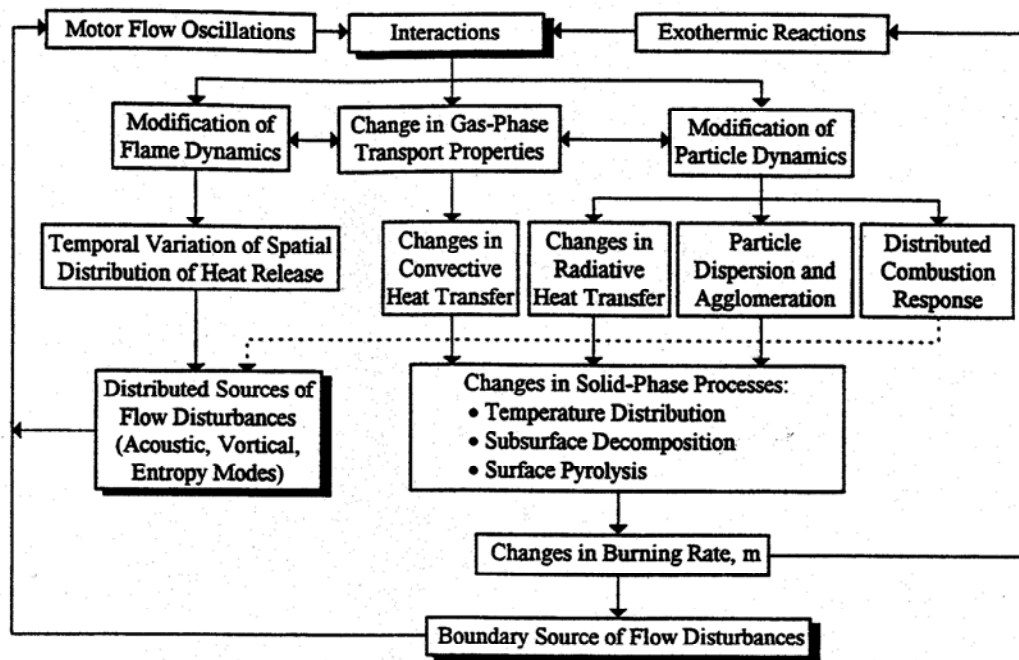 Motor Flow Oscillations
Interactions
Exothermic Reactions
Modification of
Flame Dynamics
Change in Gas-Phase
Transport Properties
Modification of
Particle Dynamics
Temporal Variation of Spatial
Distribution of Heat Release
Changes in
Convective
Heat Transfer
Changes in
Radiative
Heat Transfer
Particle
Dispersion and
Agglomeration
Distributed
Combustion
Response
Distributed Sources of
Flow Disturbances
(Acoustic, Vortical,
Entropy Modes)
Changes in Solid-Phase Processes:
• Temperature Distribution
• Subsurface Decomposition
• Surface Pyrolysis
Changes in Burning Rate, m
Boundary Source of Flow Disturbances